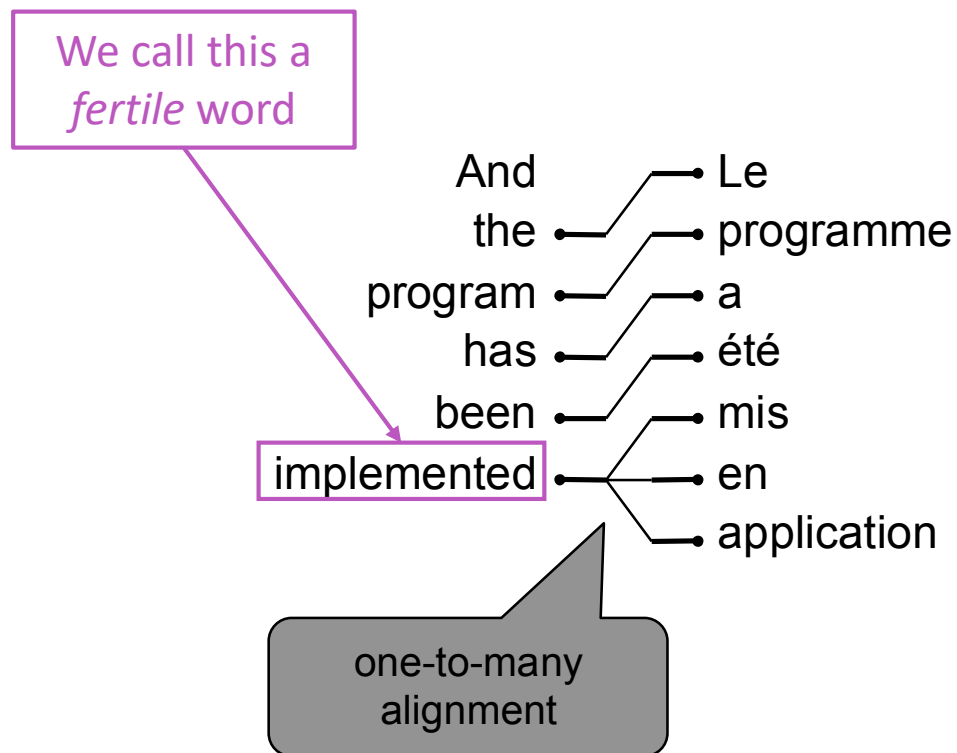 We call this a
fertile word
And
Le
the
programme
program
a
has
été
been
mis
implemented
en
application
one-to-many
alignment